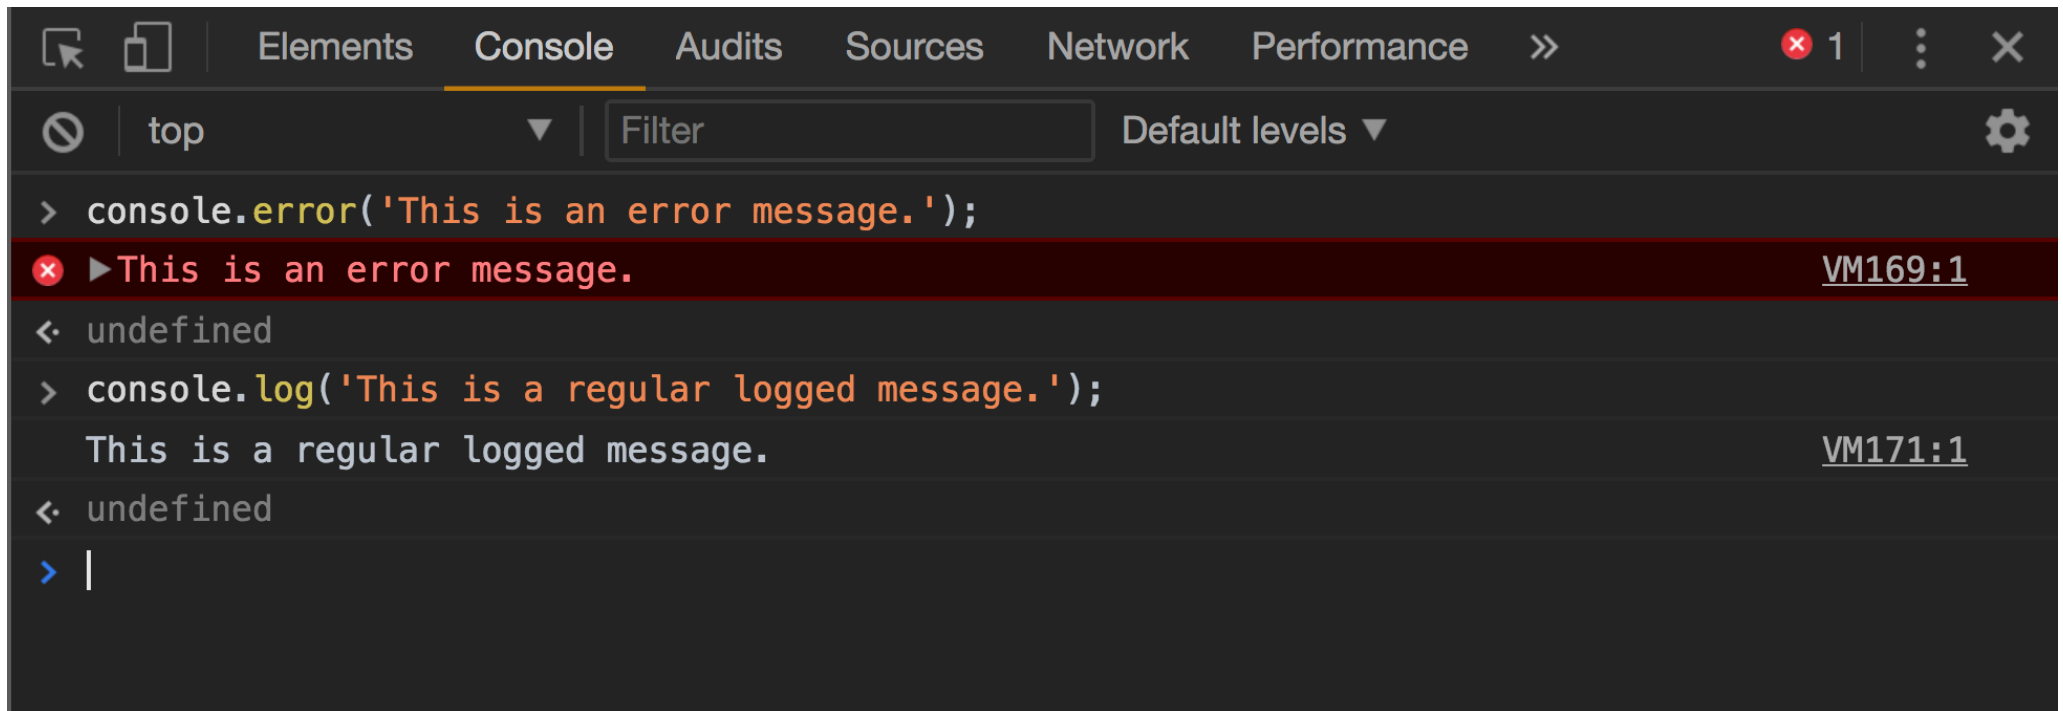 Elements Console Audits Sources Network Performance » 1
top Filter Default levels
> console.error('This is an error message.');
This is an error message. VM169:1
undefined
> console.log('This is a regular logged message.');
This is a regular logged message. VM171:1
undefined
>